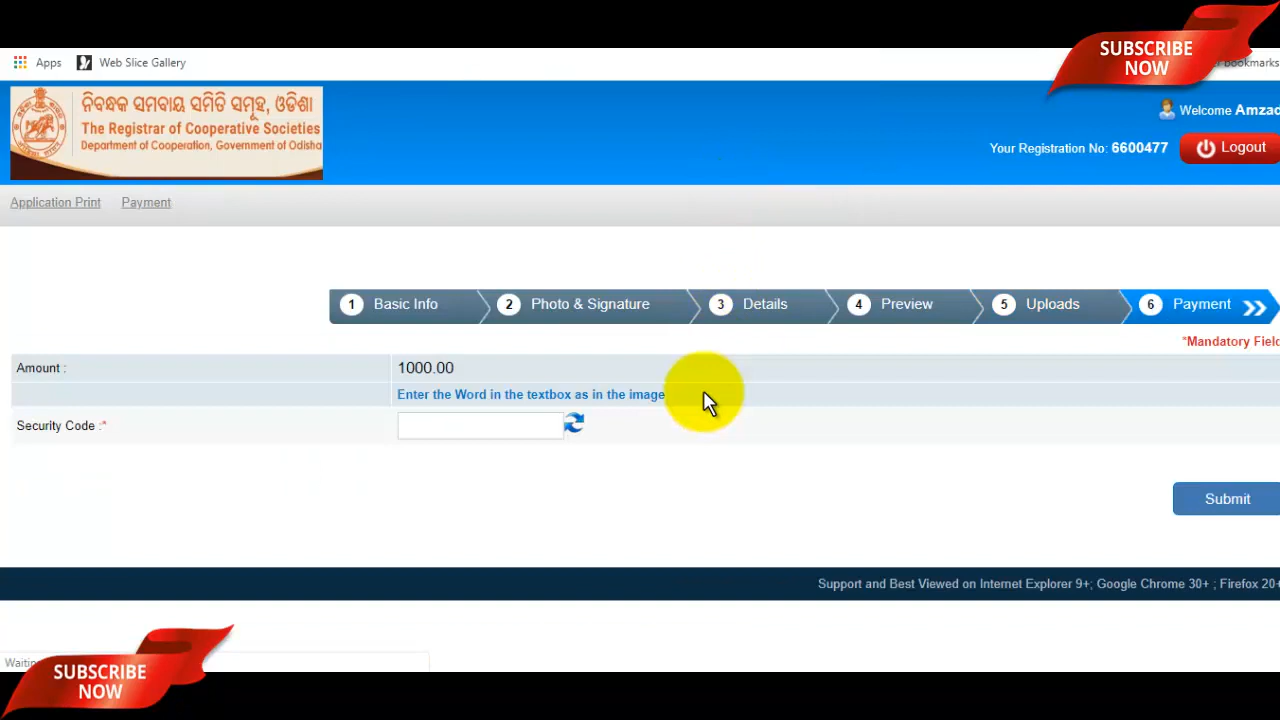 SUBSCRIBE
NOW
Apps Web Slice Gallery bookmarks
ନିବନ୍ଧକ ସମବାୟ ସମିତି ସମୂହ, ଓଡିଶା
The Registrar of Cooperative Societies
Department of Cooperation, Government of Odisha
Welcome Amzad
Your Registration No: 6600477 Logout
Application Print Payment
1 Basic Info 2 Photo & Signature 3 Details 4 Preview 5 Uploads 6 Payment
*Mandatory Field
Amount : 1000.00
Enter the Word in the textbox as in the image
Security Code :*
Submit
Support and Best Viewed on Internet Explorer 9+; Google Chrome 30+ ; Firefox 20+
Waitin
SUBSCRIBE
NOW